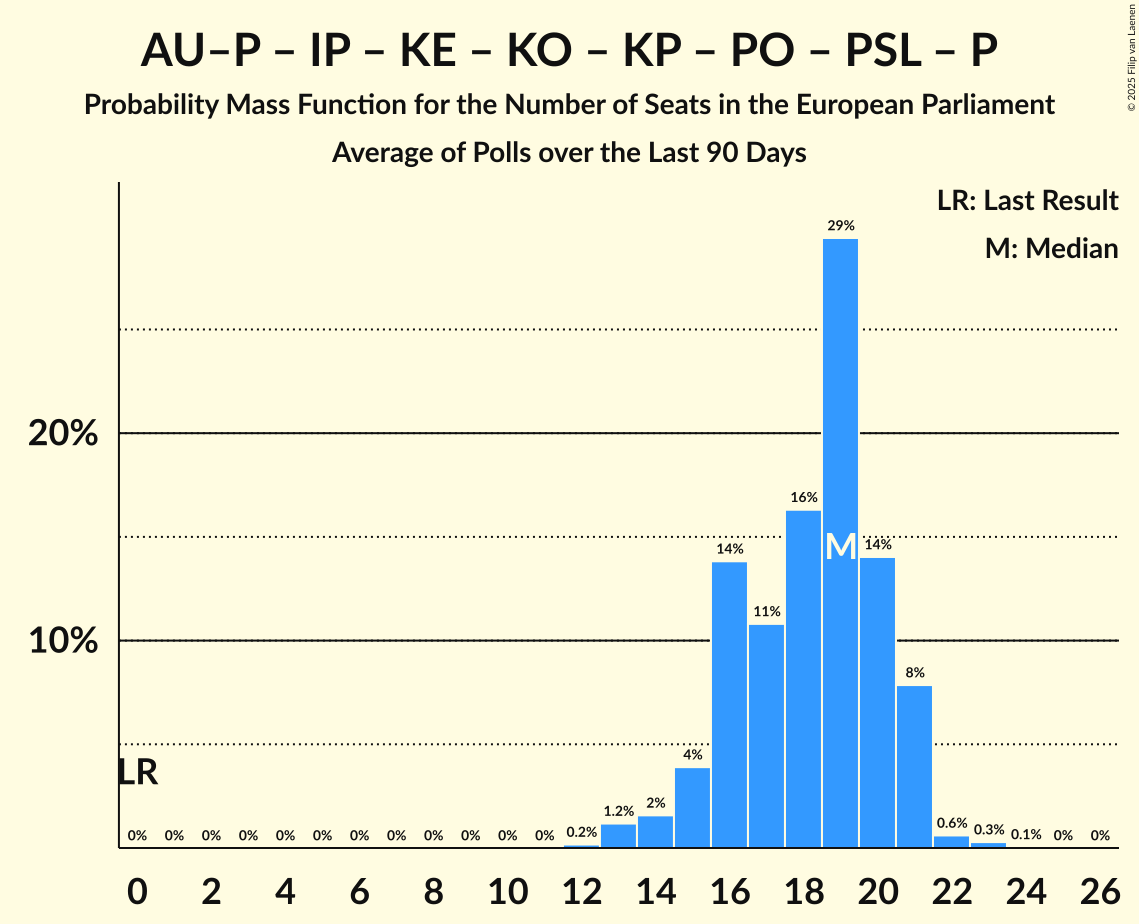 AU–P – IP – KE – KO – KP – PO – PSL – P
Probability Mass Function for the Number of Seats in the European Parliament
Average of Polls over the Last 90 Days
© 2025 Filip van Laenen
LR: Last Result
M: Median
20%
10%
LR
0% 0% 0% 0% 0% 0% 0% 0% 0% 0% 0% 0% 0.2% 1.2% 2% 4% 14% 11% 16% 29% 14% 8% 0.6% 0.3% 0.1% 0% 0%
M
0 2 4 6 8 10 12 14 16 18 20 22 24 26